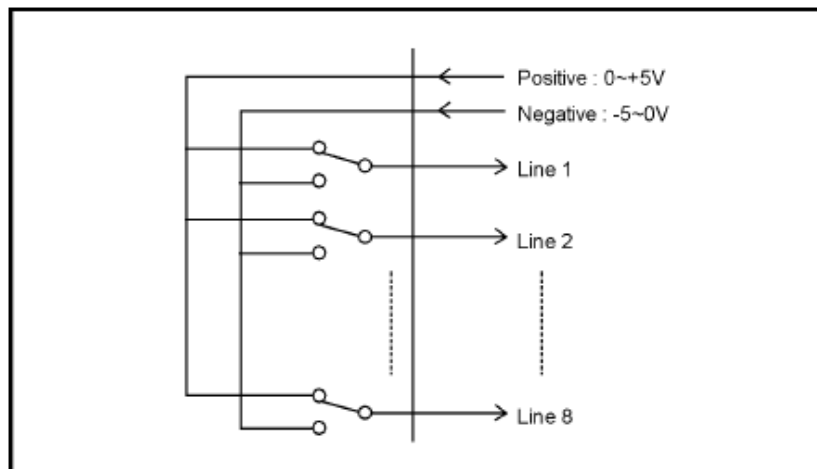 Positive : 0~+5V
Negative : -5~0V
Line 1
Line 2
Line 8